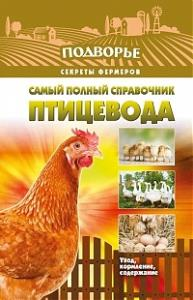 ПОДВОРЬЕ
СЕКРЕТЫ ФЕРМЕРОВ
САМЫЙ ПОЛНЫЙ СПРАВОЧНИК
ПТИЦЕВОДА
Уход,
кормление,
содержание